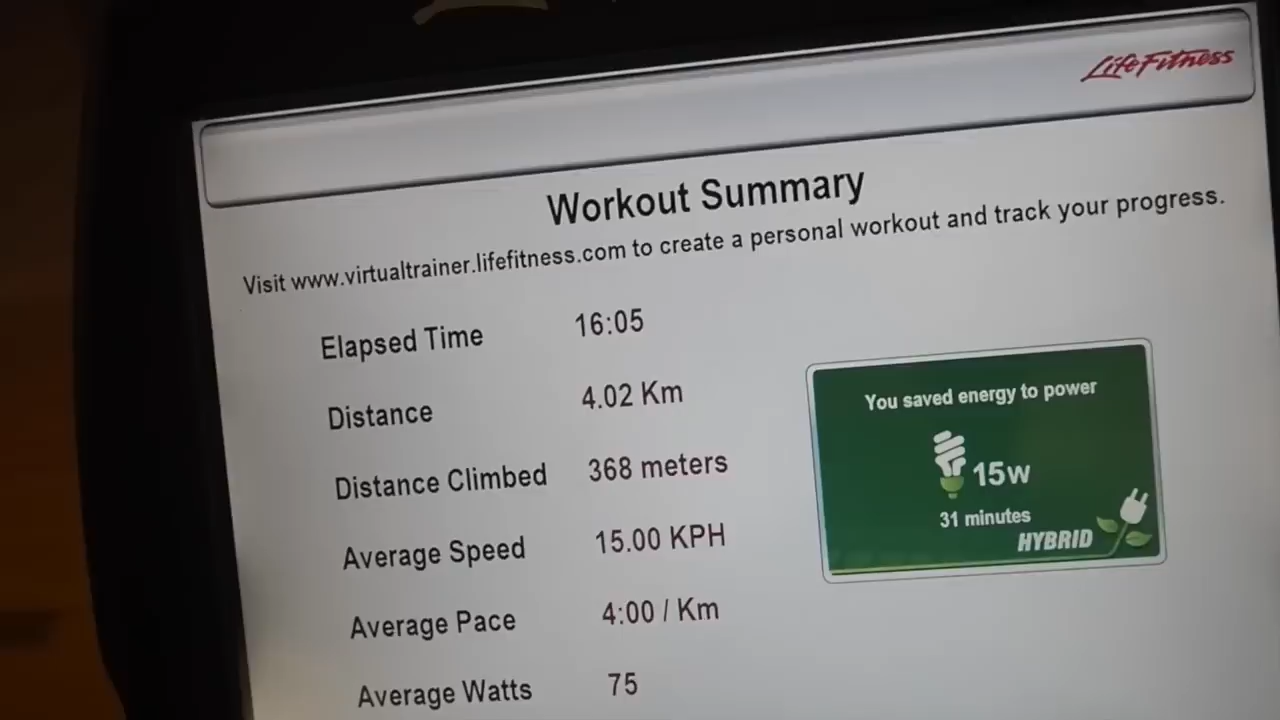 LifeFitness
Workout Summary
Visit www.virtualtrainer.lifefitness.com to create a personal workout and track your progress.
Elapsed Time 16:05
Distance 4.02 Km
Distance Climbed 368 meters
Average Speed 15.00 KPH
Average Pace 4:00 / Km
Average Watts 75
You saved energy to power
15w
31 minutes
HYBRID